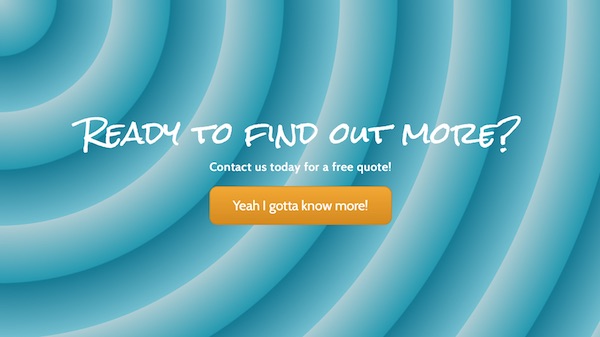 Ready to find out more?
Contact us today for a free quote!
Yeah I gotta know more!